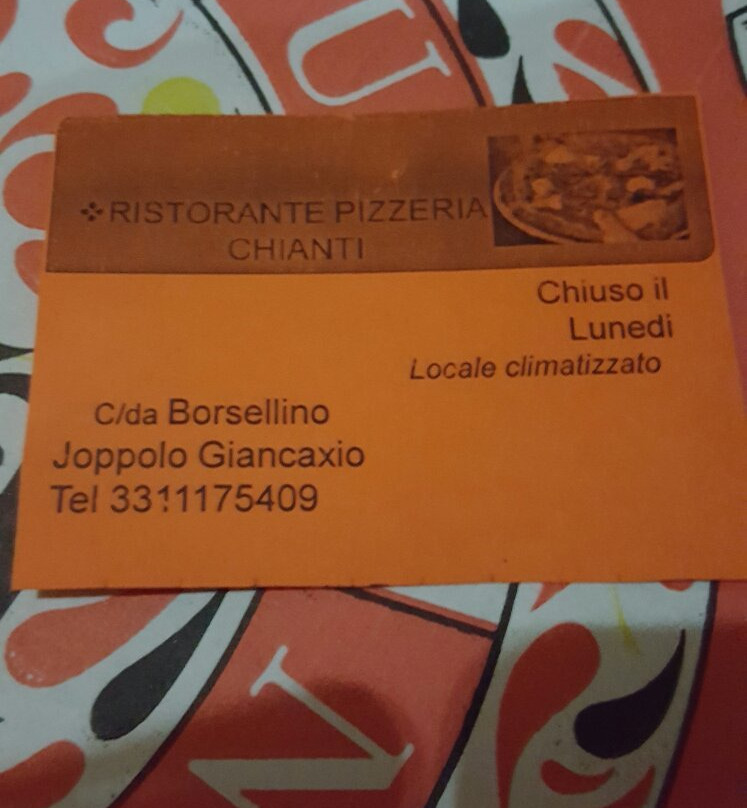 U
❖RISTORANTE PIZZERIA
CHIANTI
Chiuso il
Lunedi
Locale climatizzato
C/da Borsellino
Joppolo Giancaxio
Tel 3311175409
N